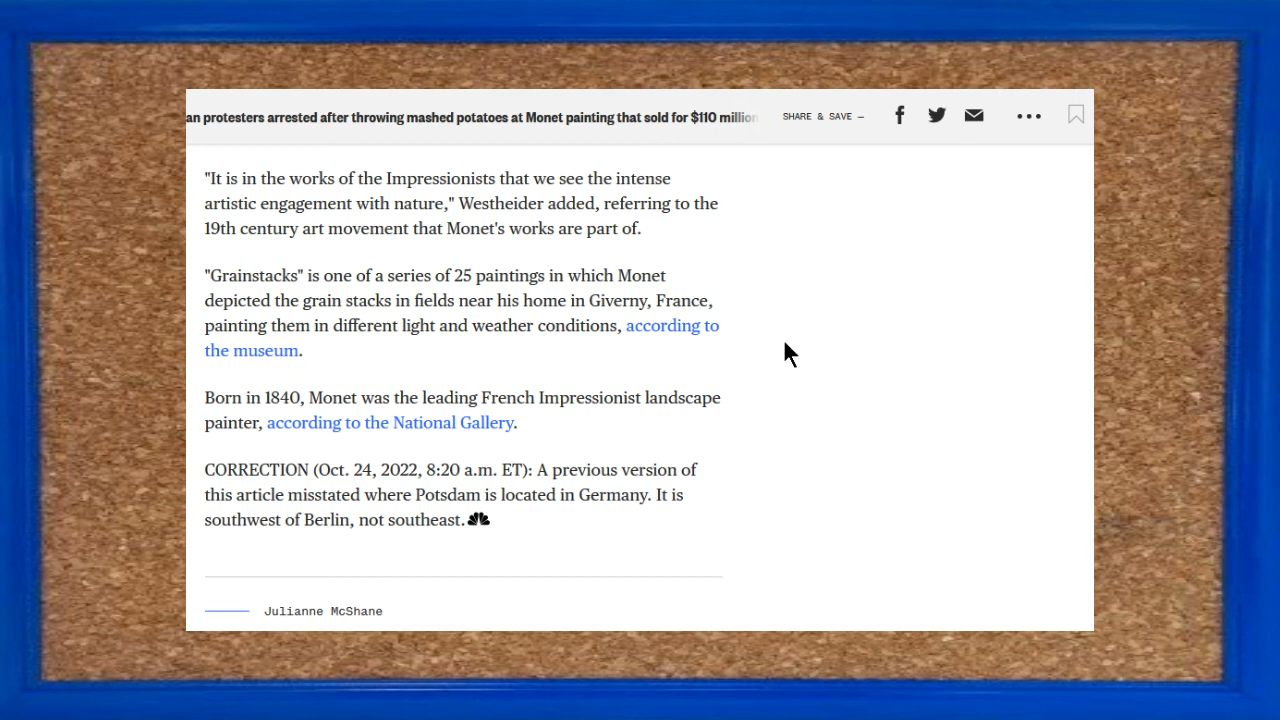 an protesters arrested after throwing mashed potatoes at Monet painting that sold for $110 million
SHARE & SAVE —
"It is in the works of the Impressionists that we see the intense
artistic engagement with nature," Westheider added, referring to the
19th century art movement that Monet's works are part of.
"Grainstacks" is one of a series of 25 paintings in which Monet
depicted the grain stacks in fields near his home in Giverny, France,
painting them in different light and weather conditions, according to
the museum.
Born in 1840, Monet was the leading French Impressionist landscape
painter, according to the National Gallery.
CORRECTION (Oct. 24, 2022, 8:20 a.m. ET): A previous version of
this article misstated where Potsdam is located in Germany. It is
southwest of Berlin, not southeast.
Julianne McShane